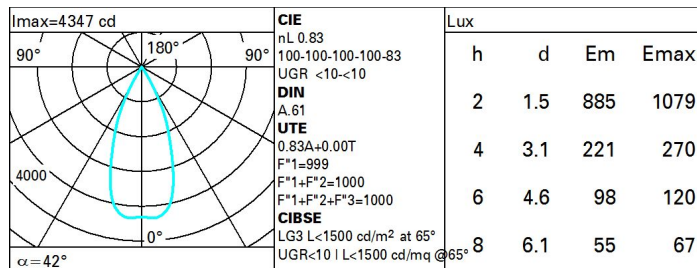 Imax=4347 cd
90°
180°
90°
4000
0°
α=42°
CIE
nL 0.83
100-100-100-100-83
UGR <10-<10
DIN
A.61
UTE
0.83A+0.00T
F"1=999
F"1+F"2=1000
F"1+F"2+F"3=1000
CIBSE
LG3 L<1500 cd/m² at 65°
UGR<10 | L<1500 cd/mq @65°
Lux
h d Em Emax
2 1.5 885 1079
4 3.1 221 270
6 4.6 98 120
8 6.1 55 67